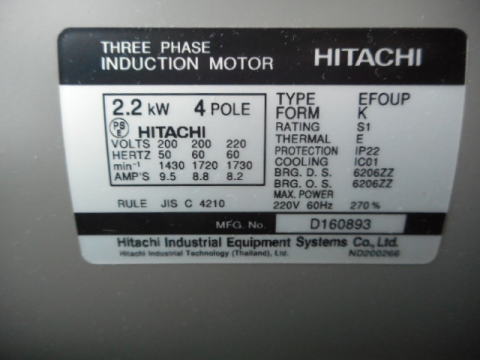 THREE PHASE
INDUCTION MOTOR HITACHI
2.2 kW 4 POLE
PS
E HITACHI
VOLTS 200 200 220
HERTZ 50 60 60
min⁻¹ 1430 1720 1730
AMP'S 9.5 8.8 8.2
RULE JIS C 4210
TYPE EFOUP
FORM K
RATING S1
THERMAL E
PROTECTION IP22
COOLING IC01
BRG. D. S. 6206ZZ
BRG. O. S. 6206ZZ
MAX. POWER
220V 60Hz 270 %
MFG. No. D160893
Hitachi Industrial Equipment Systems Co., Ltd.
Hitachi Industrial Technology (Thailand), Ltd. ND200266